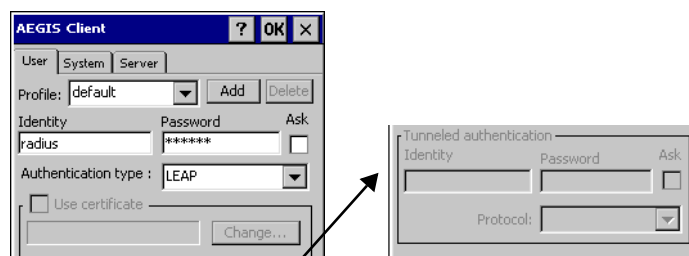 AEGIS Client ? OK ×
User System Server
Profile: default Add Delete
Identity Password Ask
radius ******
Authentication type : LEAP
Use certificate
Change...
Tunneled authentication
Identity Password Ask
Protocol: